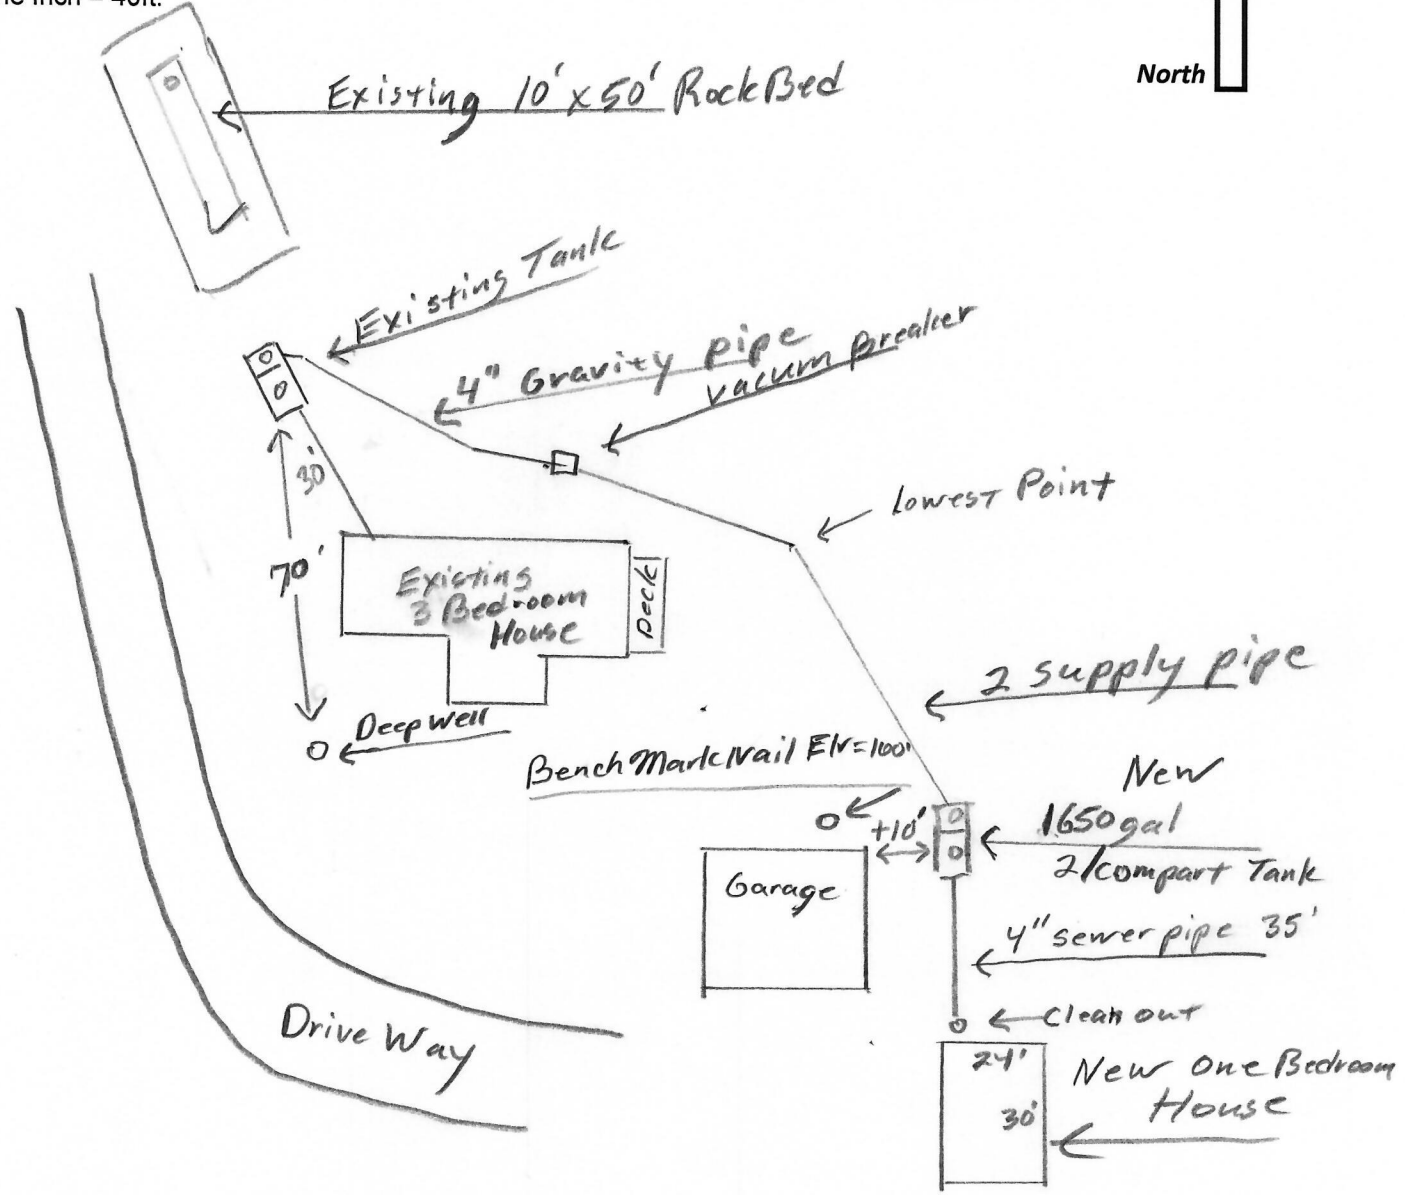 ne inch = 40ft.
North
Existing 10' x 50' Rock Bed
Existing Tank
4" Gravity pipe
vacum breaker
30'
Lowest Point
70'
Existing
3 Bedroom
House
Deck
2 supply pipe
Deep well
Bench Mark Nail Elv=100'
New
1650 gal
2/compart Tank
+10'
Garage
4" sewer pipe 35'
Clean out
Drive Way
24'
30'
New One Bedroom
House